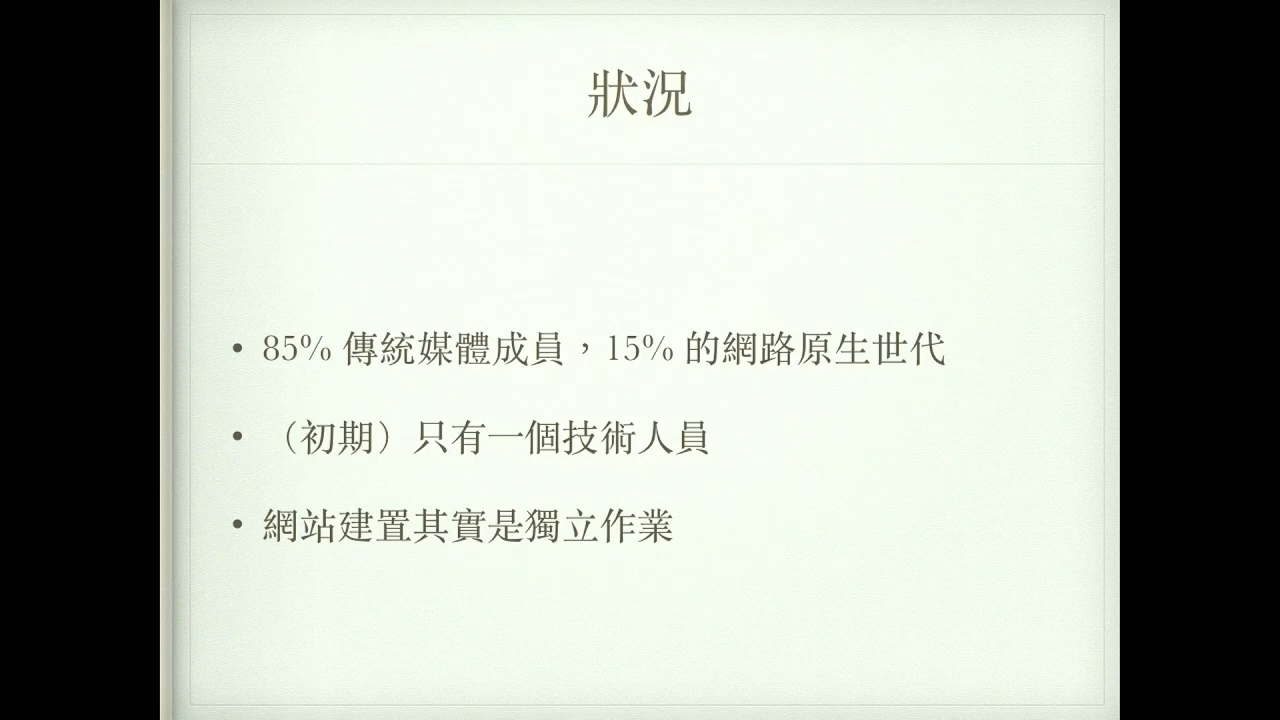 狀況
• 85% 傳統媒體成員，15% 的網路原生世代
• （初期）只有一個技術人員
• 網站建置其實是獨立作業